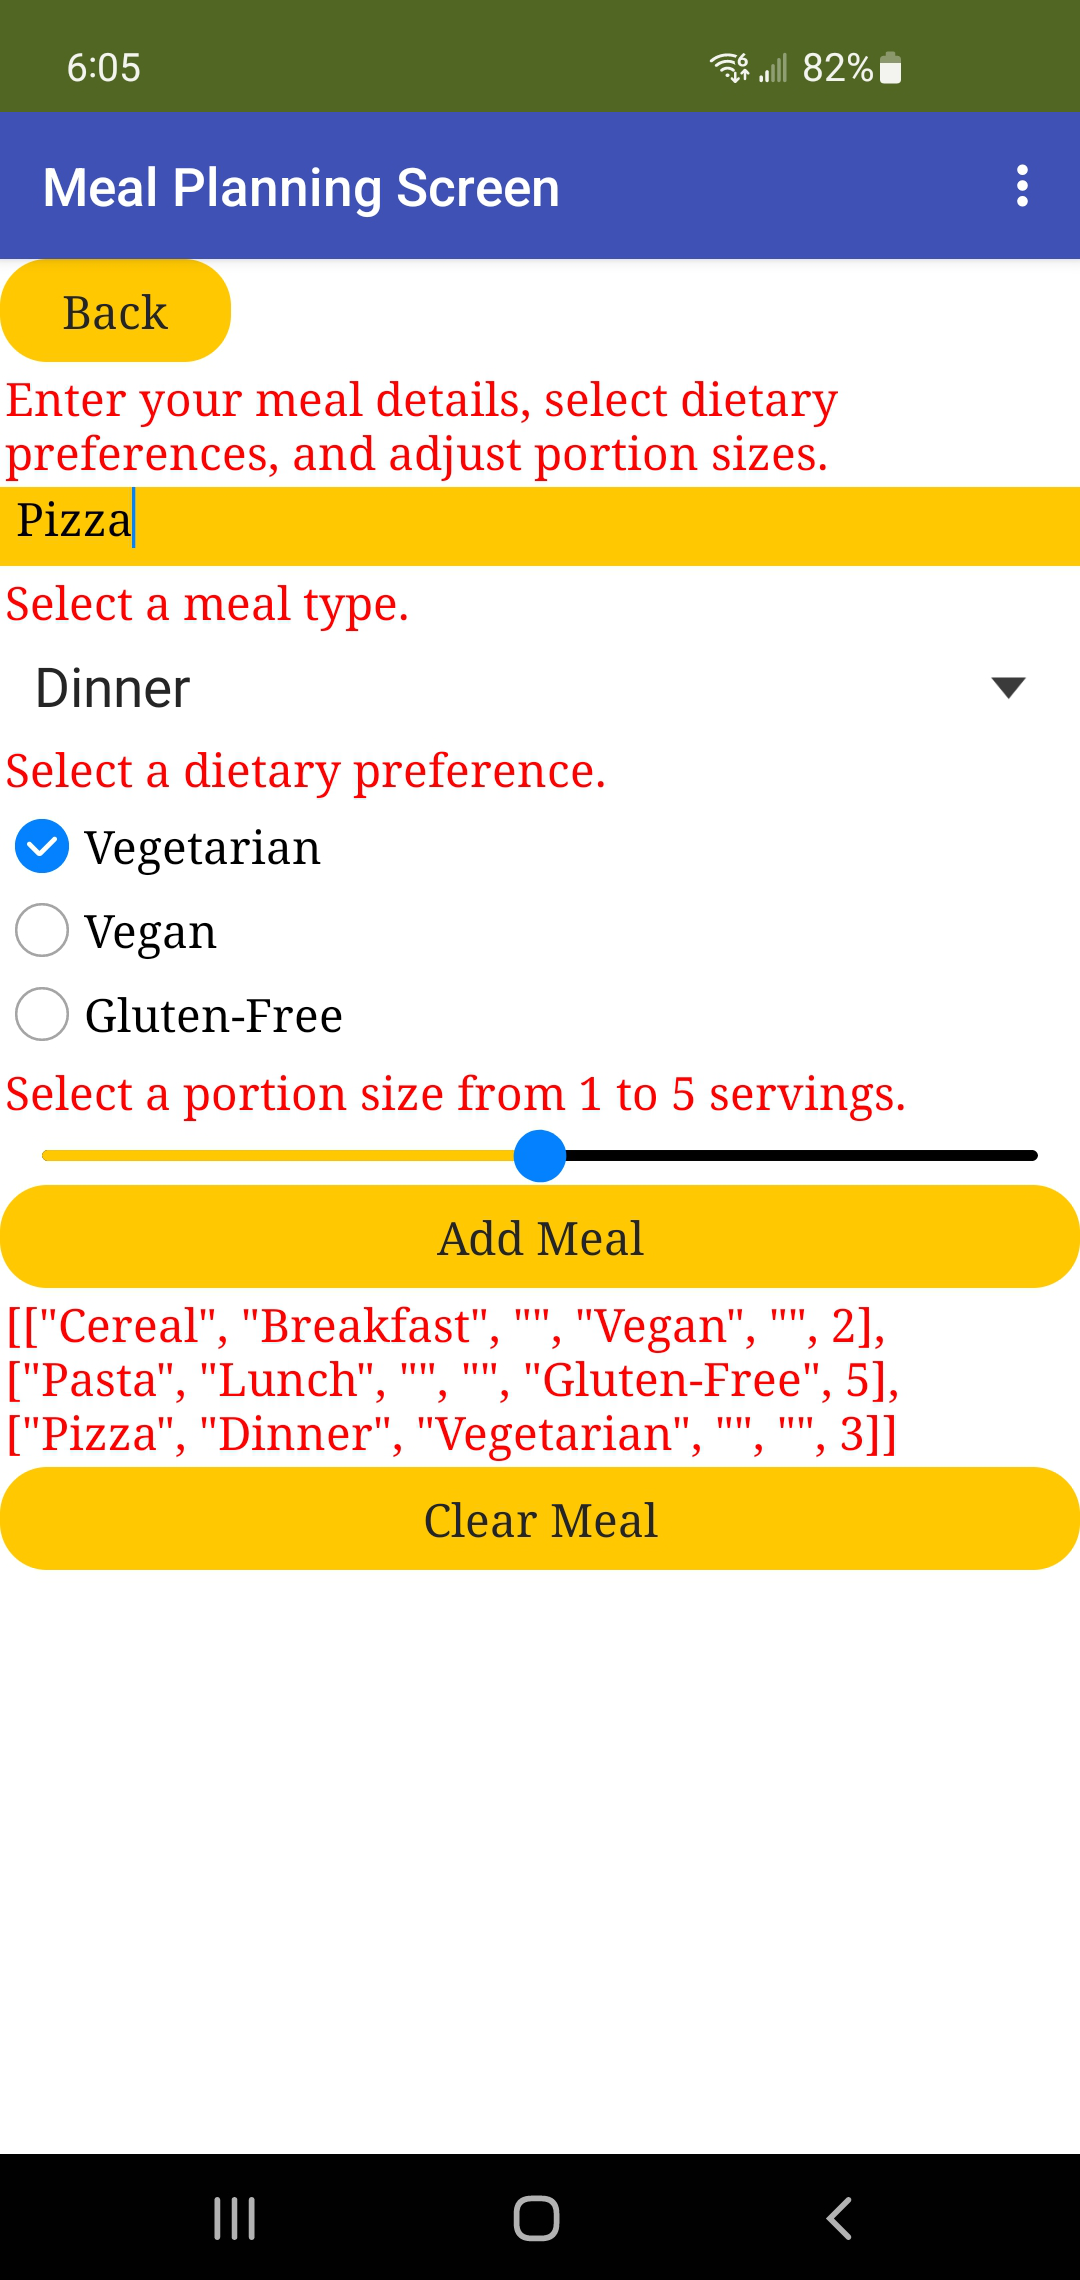 6:05
6
82%
Meal Planning Screen
Back
Enter your meal details, select dietary
preferences, and adjust portion sizes.
Pizza
Select a meal type.
Dinner
Select a dietary preference.
Vegetarian
Vegan
Gluten-Free
Select a portion size from 1 to 5 servings.
Add Meal
[["Cereal", "Breakfast", "", "Vegan", "", 2],
["Pasta", "Lunch", "", "", "Gluten-Free", 5],
["Pizza", "Dinner", "Vegetarian", "", "", 3]]
Clear Meal